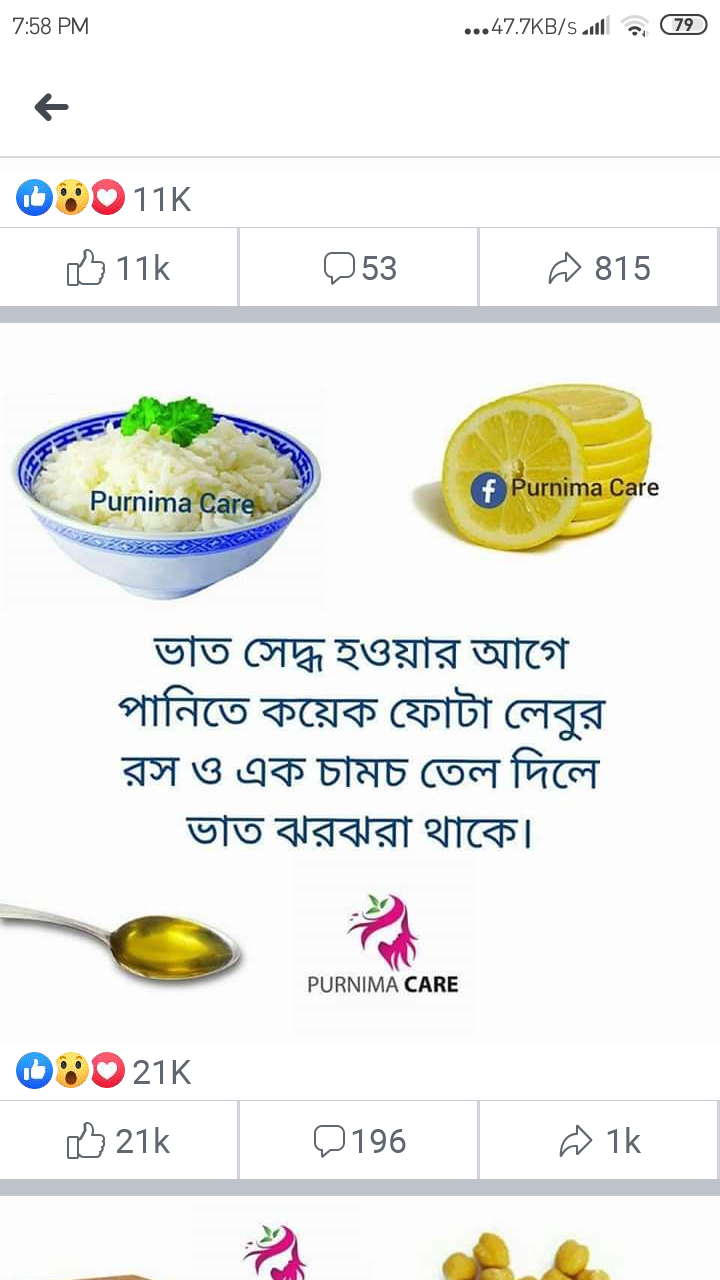 7:58 PM
...47.7KB/s 79
11K
11k 53 815
Purnima Care
f Purnima Care
ভাত সেদ্ধ হওয়ার আগে
পানিতে কয়েক ফোটা লেবুর
রস ও এক চামচ তেল দিলে
ভাত ঝরঝরা থাকে।
PURNIMA CARE
21K
21k 196 1k